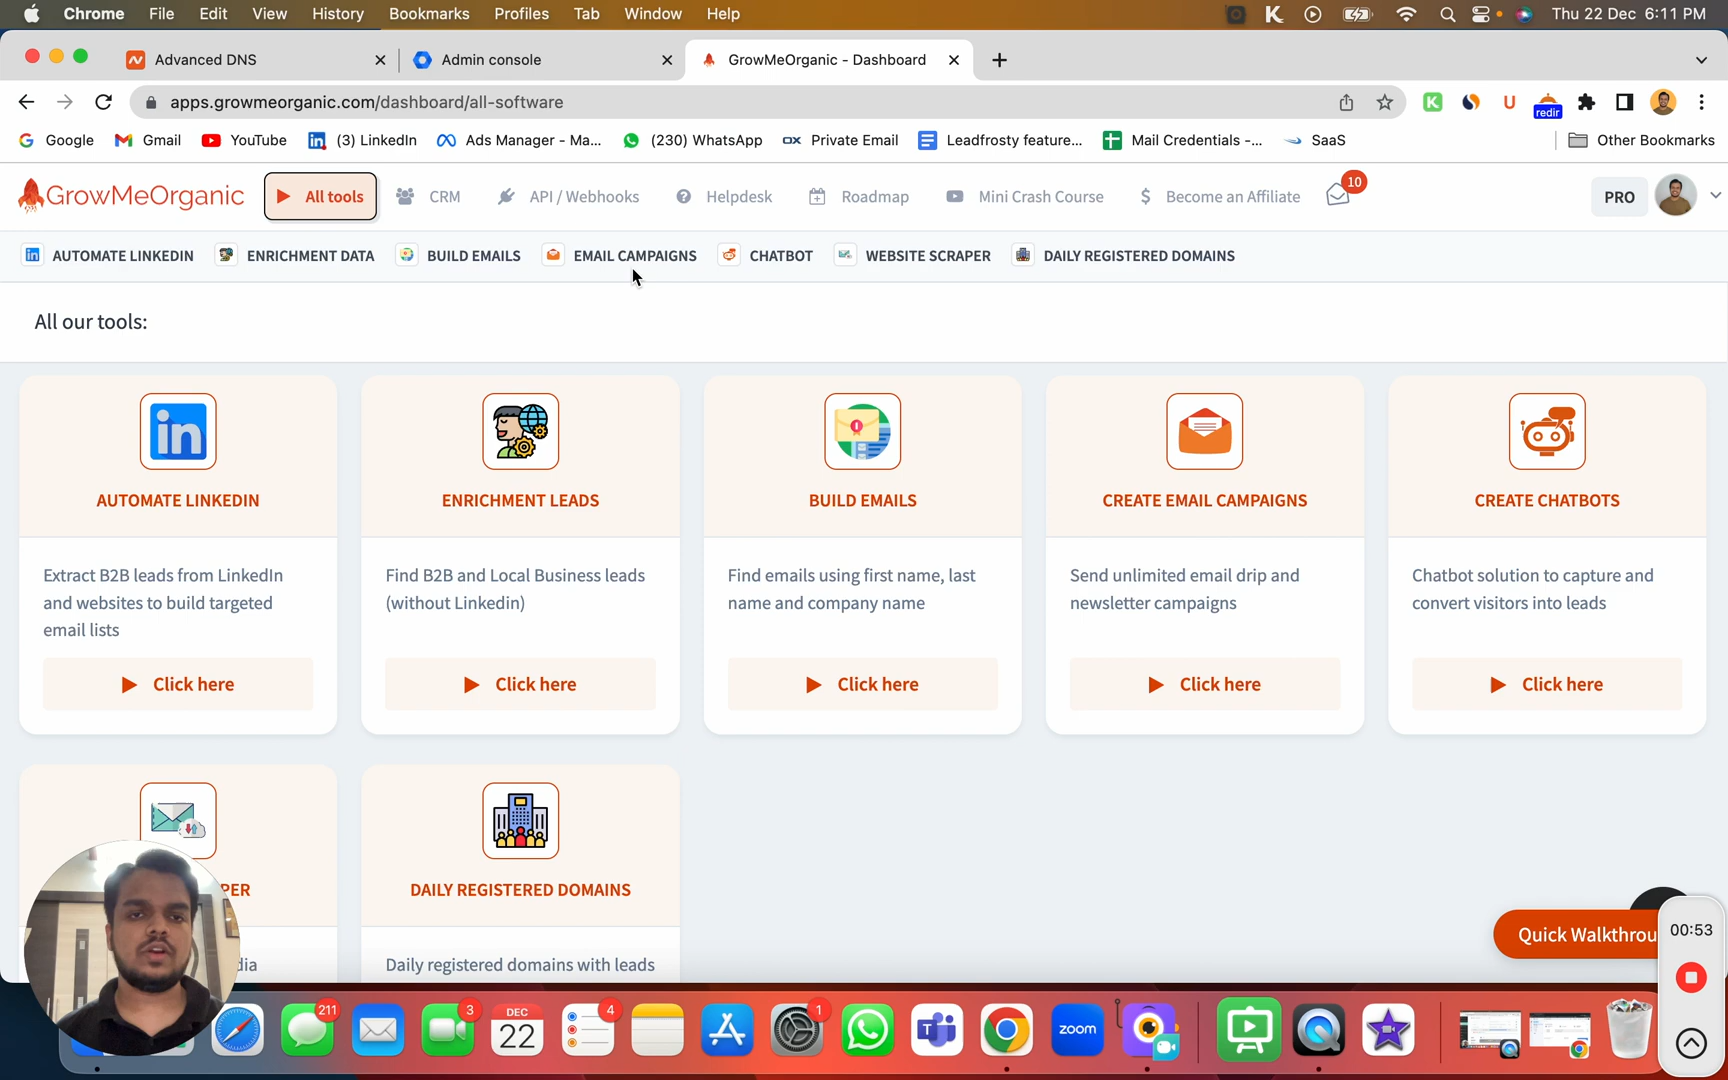 Chrome File Edit View History Bookmarks Profiles Tab Window Help Thu 22 Dec 6:11 PM
Advanced DNS Admin console GrowMeOrganic - Dashboard
apps.growmeorganic.com/dashboard/all-software redir
Google Gmail YouTube (3) LinkedIn Ads Manager - Ma... (230) WhatsApp Private Email Leadfrosty feature... Mail Credentials -... SaaS Other Bookmarks
GrowMeOrganic All tools CRM API / Webhooks Helpdesk Roadmap Mini Crash Course Become an Affiliate 10 PRO
AUTOMATE LINKEDIN ENRICHMENT DATA BUILD EMAILS EMAIL CAMPAIGNS CHATBOT WEBSITE SCRAPER DAILY REGISTERED DOMAINS
All our tools:
AUTOMATE LINKEDIN
Extract B2B leads from LinkedIn
and websites to build targeted
email lists
Click here
ENRICHMENT LEADS
Find B2B and Local Business leads
(without Linkedin)
Click here
BUILD EMAILS
Find emails using first name, last
name and company name
Click here
CREATE EMAIL CAMPAIGNS
Send unlimited email drip and
newsletter campaigns
Click here
CREATE CHATBOTS
Chatbot solution to capture and
convert visitors into leads
Click here
PER
dia
DAILY REGISTERED DOMAINS
Daily registered domains with leads
Quick Walkthrou
00:53
211 3 DEC 22 4 1 zoom